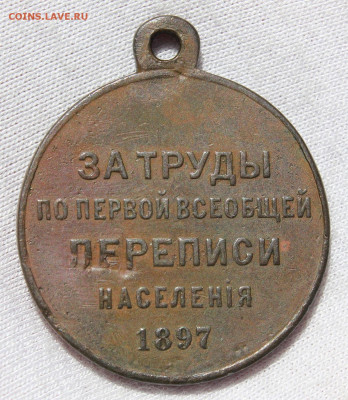 COINS.LAVE.RU
ЗА ТРУДЫ
ПО ПЕРВОЙ ВСЕОБЩЕЙ
ПЕРЕПИСИ
НАСЕЛЕНІЯ
1897